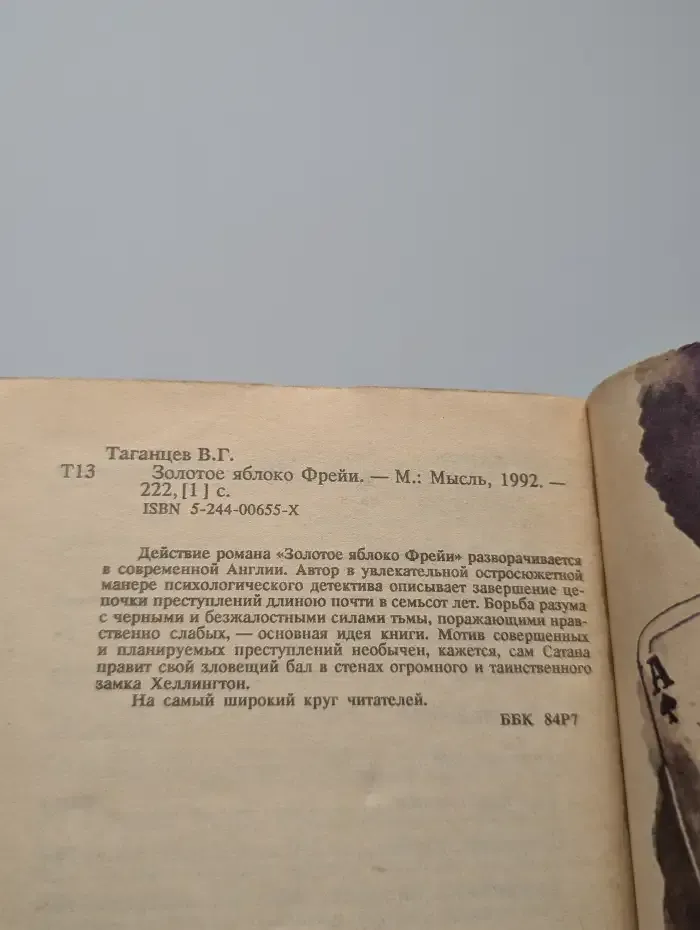 Таганцев В.Г.
Т13 Золотое яблоко Фрейи. — М.: Мысль, 1992. —
222, [1] с.
ISBN 5-244-00655-X
Действие романа «Золотое яблоко Фрейи» разворачивается
в современной Англии. Автор в увлекательной остросюжетной
манере психологического детектива описывает завершение це-
почки преступлений длиною почти в семьсот лет. Борьба разума
с черными и безжалостными силами тьмы, поражающими нрав-
ственно слабых, — основная идея книги. Мотив совершенных
и планируемых преступлений необычен, кажется, сам Сатана
правит свой зловещий бал в стенах огромного и таинственного
замка Хеллингтон.
На самый широкий круг читателей.
ББК 84Р7
А